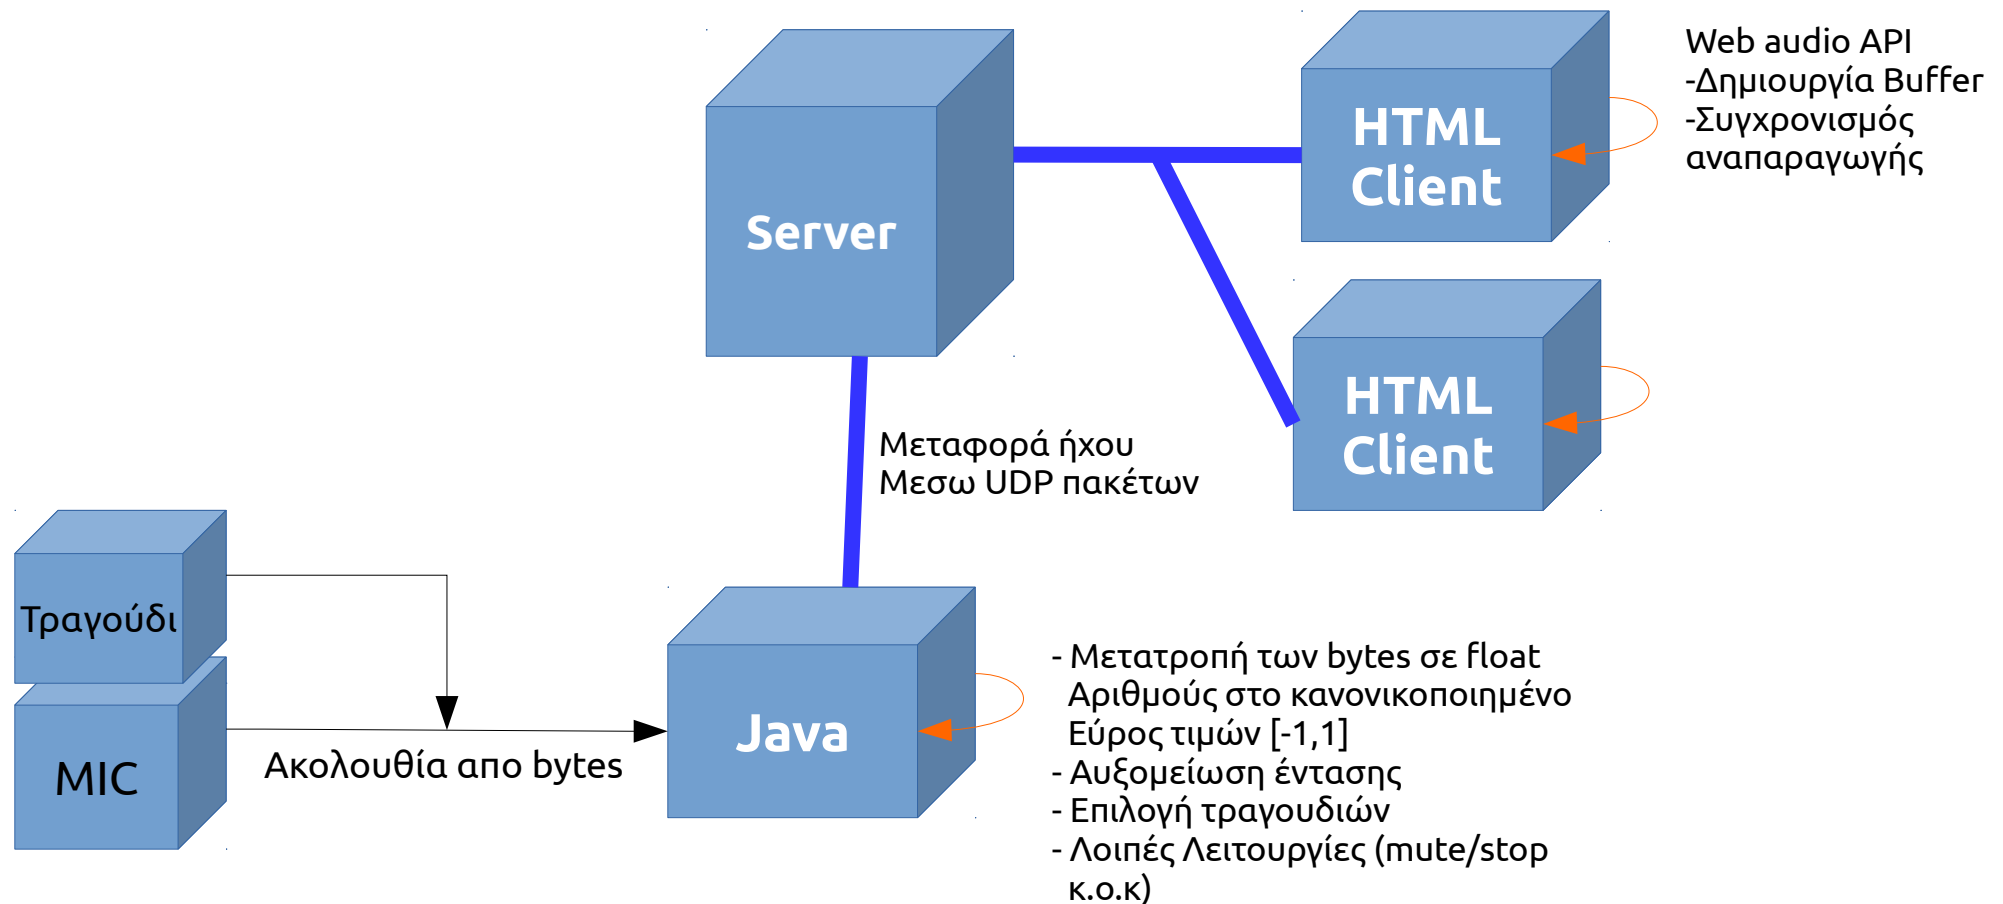 Web audio API
-Δημιουργία Buffer
-Συγχρονισμός
αναπαραγωγής
HTML
Client
Server
HTML
Client
Μεταφορά ήχου
Μεσω UDP πακέτων
Τραγούδι
MIC
Ακολουθία απο bytes
Java
- Μετατροπή των bytes σε float
Αριθμούς στο κανονικοποιημένο
Εύρος τιμών [-1,1]
- Αυξομείωση έντασης
- Επιλογή τραγουδιών
- Λοιπές Λειτουργίες (mute/stop
κ.ο.κ)